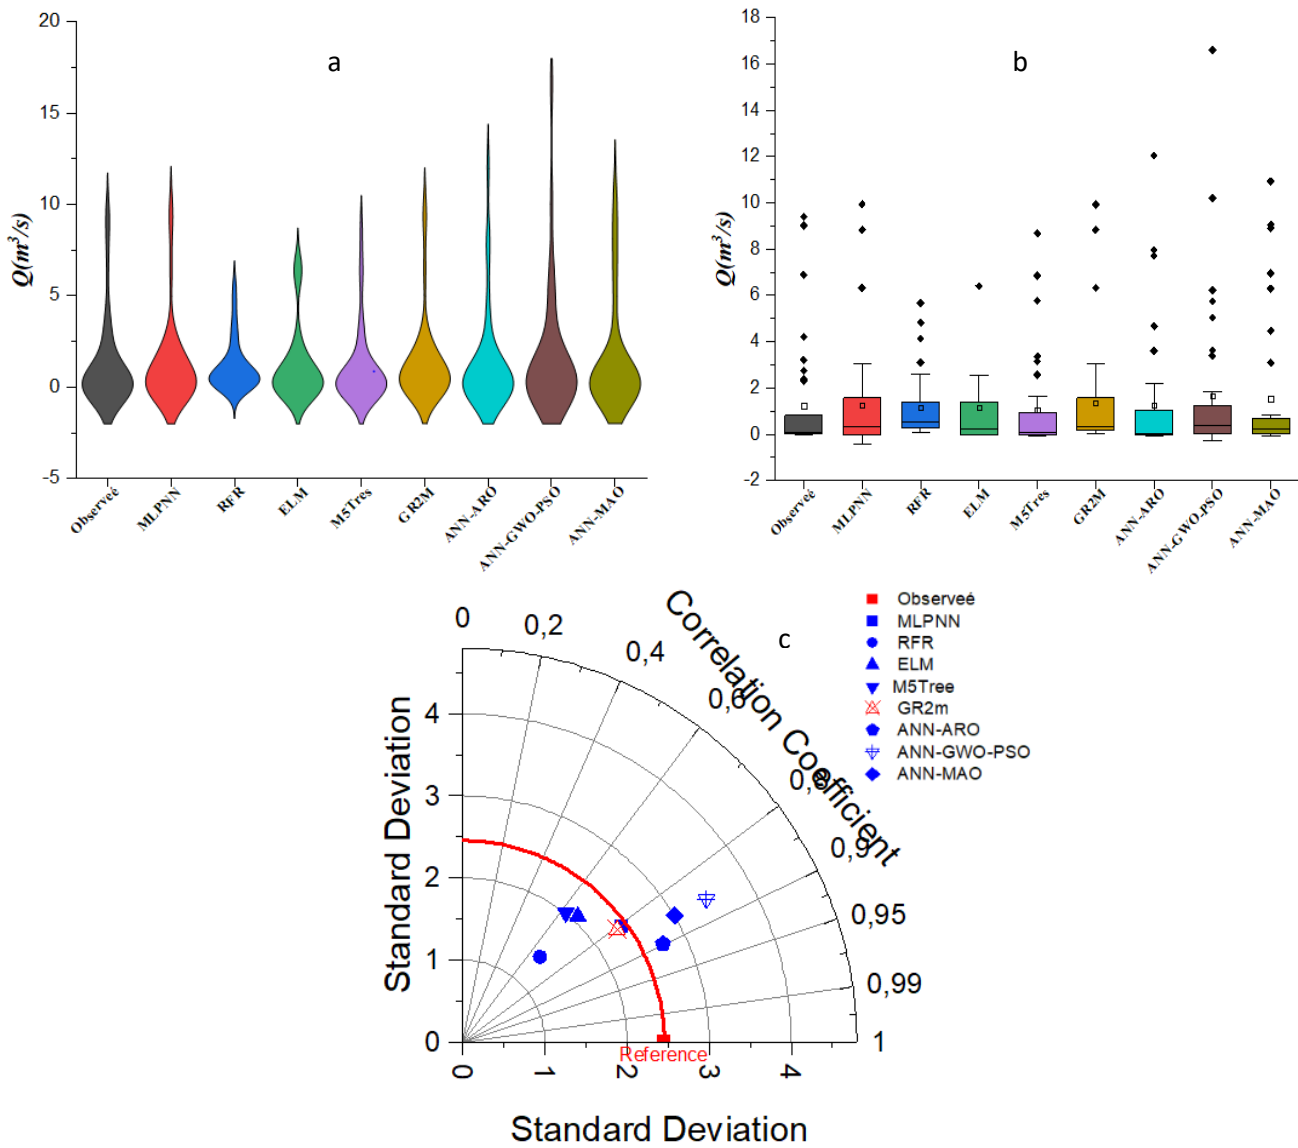 a
20
15
10
5
0
-5
Q(m³/s)
Observeé
MLPNN
RFR
ELM
M5Tres
GR2M
ANN-ARO
ANN-GWO-PSO
ANN-MAO
b
18
16
14
12
10
8
6
4
2
0
-2
Q(m³/s)
Observeé
MLPNN
RFR
ELM
M5Tres
GR2M
ANN-ARO
ANN-GWO-PSO
ANN-MAO
c
Observeé
MLPNN
RFR
ELM
M5Tree
GR2m
ANN-ARO
ANN-GWO-PSO
ANN-MAO
Correlation Coefficient
0
0,2
0,4
0,6
0,8
0,9
0,95
0,99
1
Standard Deviation
4
3
2
1
0
Reference
0
1
2
3
4
Standard Deviation